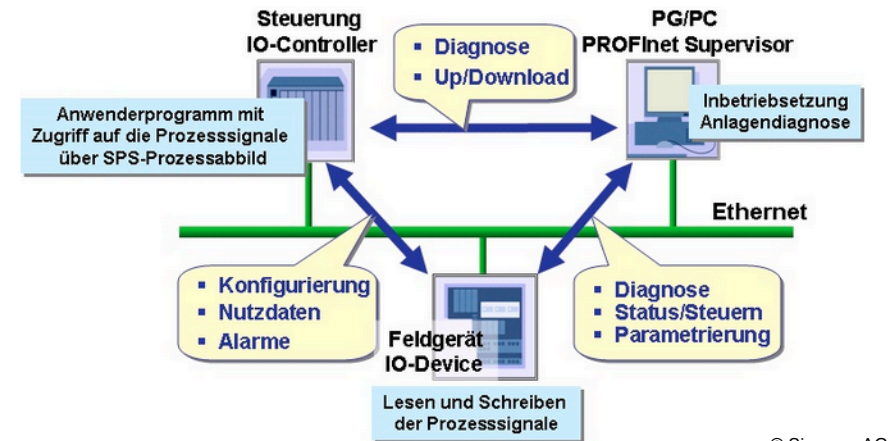 Steuerung
IO-Controller
PG/PC
PROFInet Supervisor
▪ Diagnose
▪ Up/Download
Anwenderprogramm mit
Zugriff auf die Prozesssignale
über SPS-Prozessabbild
Inbetriebsetzung
Anlagendiagnose
Ethernet
▪ Konfigurierung
▪ Nutzdaten
▪ Alarme
▪ Diagnose
▪ Status/Steuern
▪ Parametrierung
Feldgerät
IO-Device
Lesen und Schreiben
der Prozesssignale